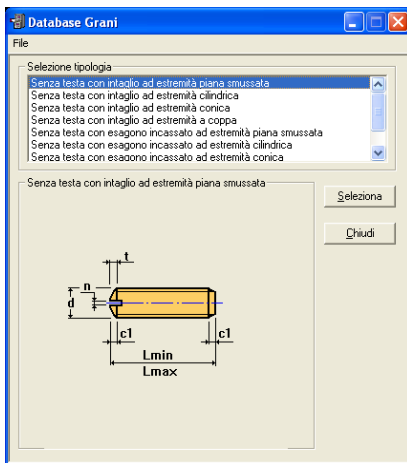 Database Grani
File
Selezione tipologia
Senza testa con intaglio ad estremità piana smussata
Senza testa con intaglio ad estremità cilindrica
Senza testa con intaglio ad estremità conica
Senza testa con intaglio ad estremità a coppa
Senza testa con esagono incassato ad estremità piana smussata
Senza testa con esagono incassato ad estremità cilindrica
Senza testa con esagono incassato ad estremità conica
Senza testa con intaglio ad estremità piana smussata
Seleziona
Chiudi
t
n
d
c1
c1
Lmin
Lmax